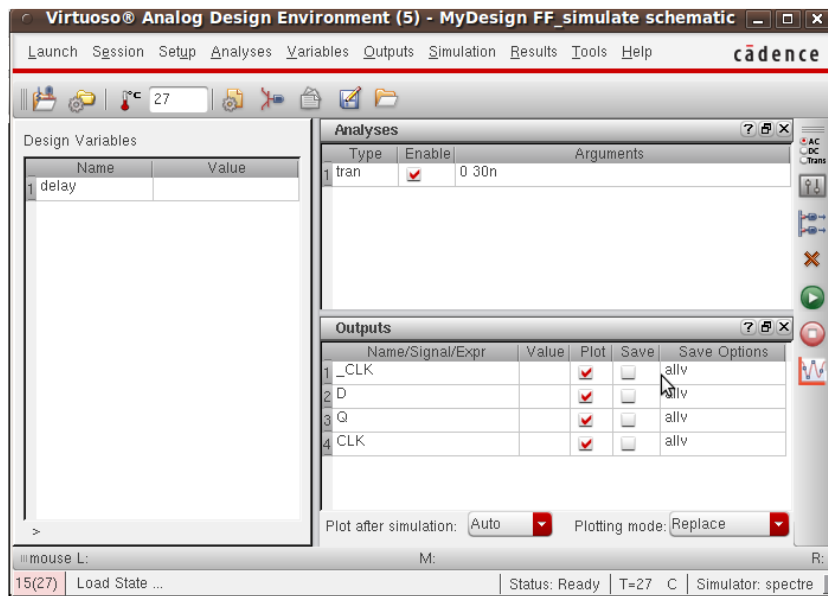 Virtuoso® Analog Design Environment (5) - MyDesign FF_simulate schematic
Launch Session Setup Analyses Variables Outputs Simulation Results Tools Help cādence
°C 27
Design Variables
Name Value
1 delay
>
Analyses
Type Enable Arguments
1 tran 0 30n
AC
DC
Trans
Outputs
Name/Signal/Expr Value Plot Save Save Options
1 _CLK allv
2 D allv
3 Q allv
4 CLK allv
Plot after simulation: Auto Plotting mode: Replace
mouse L: M: R:
15(27) Load State ... Status: Ready T=27 C Simulator: spectre